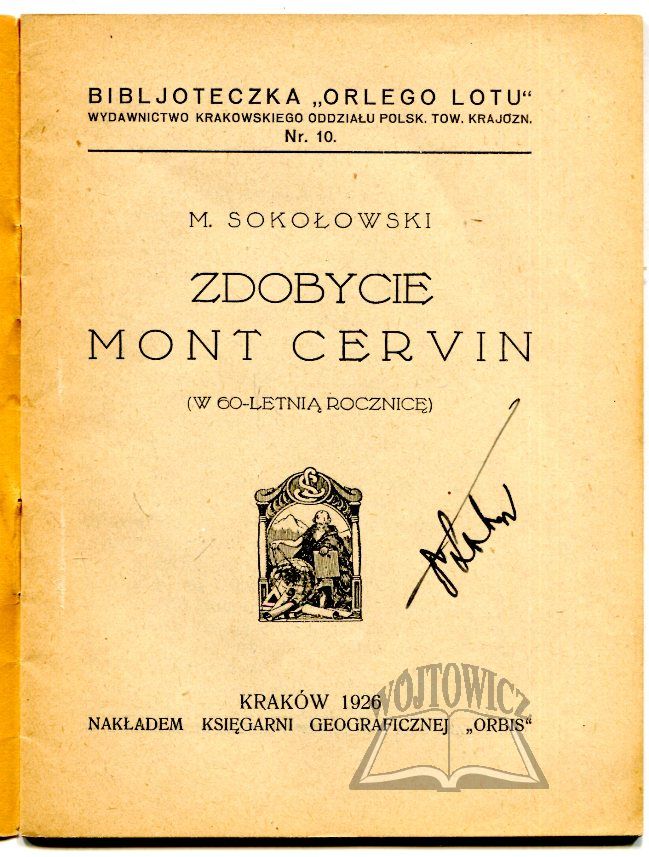 BIBLJOTECZKA „ORLEGO LOTU“
WYDAWNICTWO KRAKOWSKIEGO ODDZIAŁU POLSK. TOW. KRAJOZN.
Nr. 10.
M. SOKOŁOWSKI
ZDOBYCIE
MONT CERVIN
(W 60-LETNIĄ ROCZNICĘ)
KRAKÓW 1926
NAKŁADEM KSIĘGARNI GEOGRAFICZNEJ „ORBIS“
WÓJTOWICZ